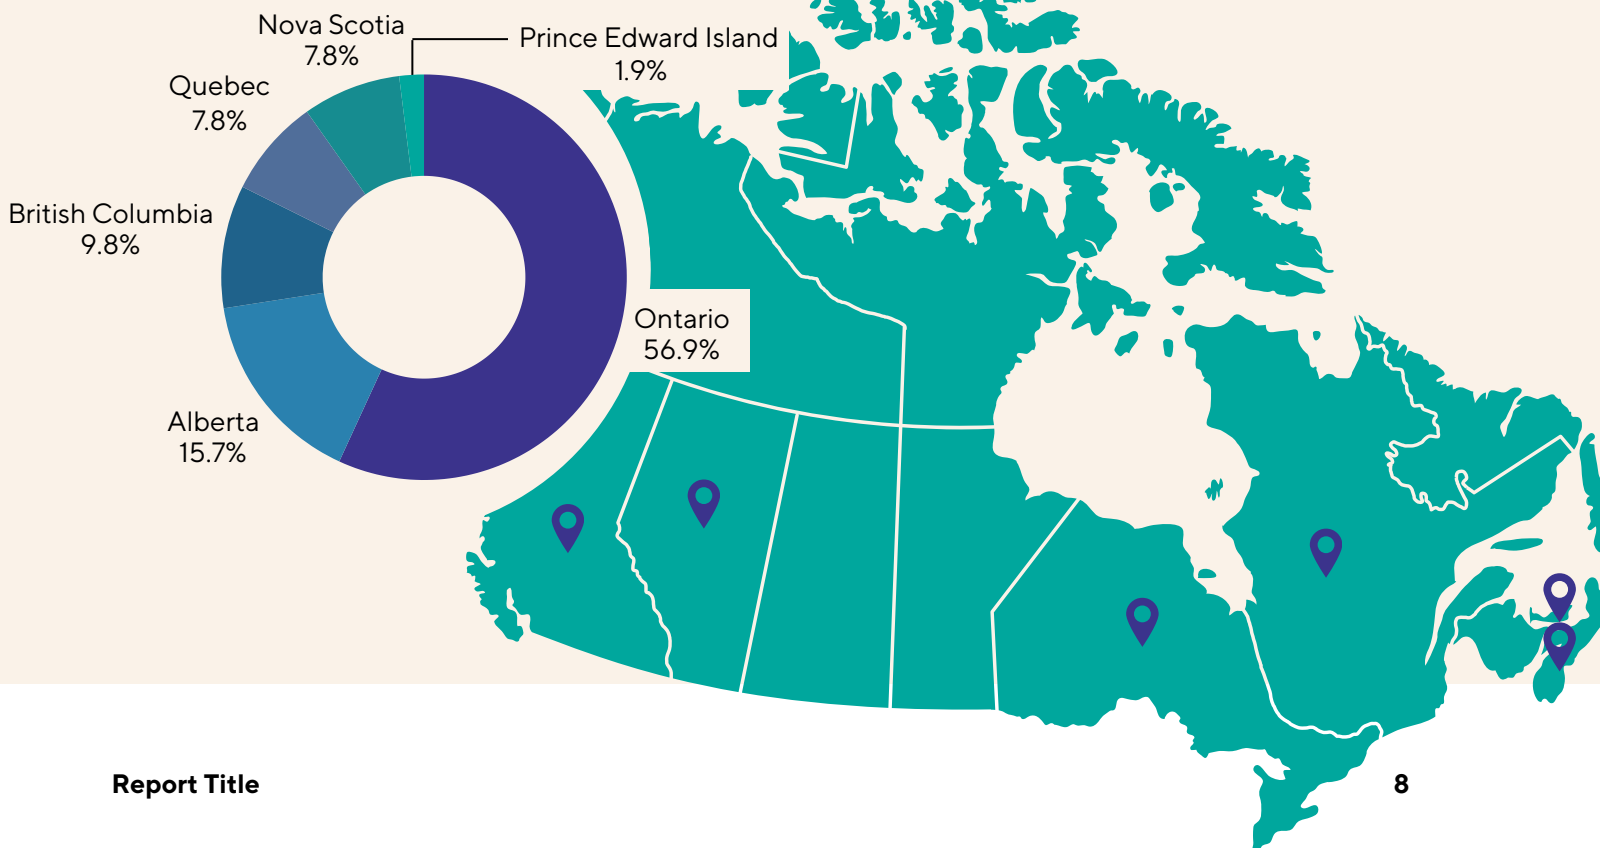 Nova Scotia
7.8%
Prince Edward Island
1.9%
Quebec
7.8%
British Columbia
9.8%
Ontario
56.9%
Alberta
15.7%
Report Title
8